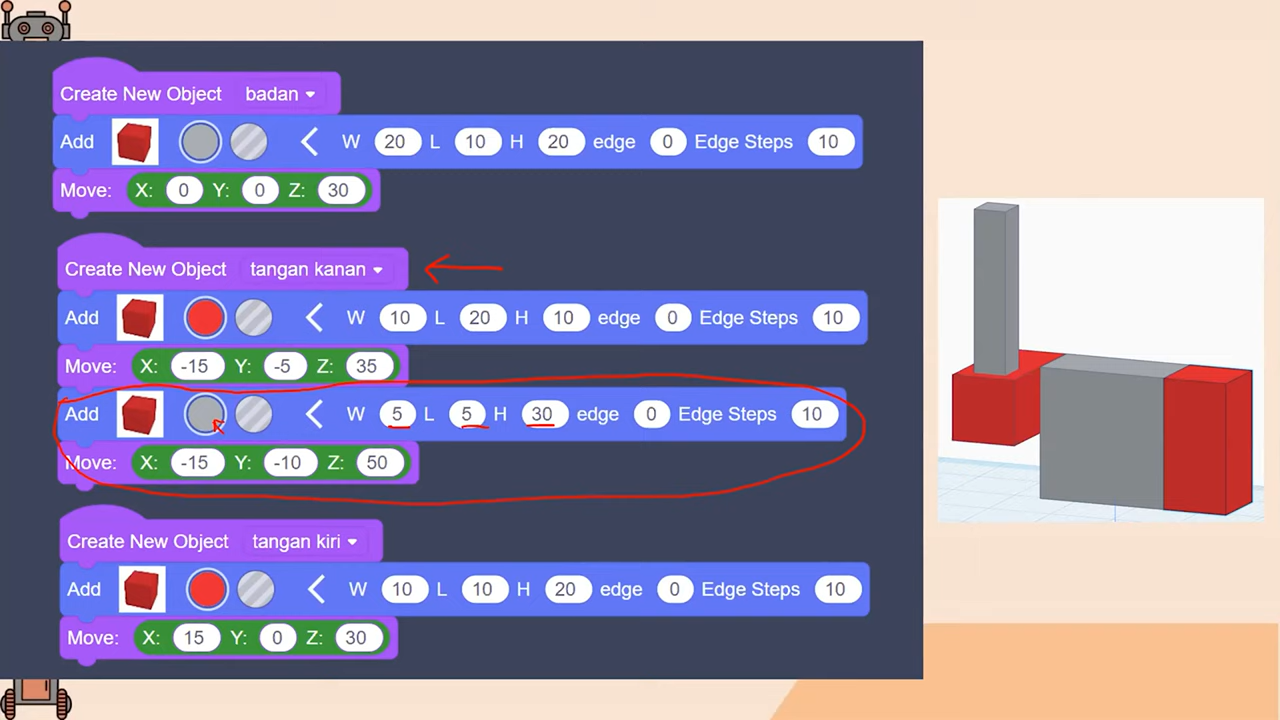 Create New Object badan
Add W 20 L 10 H 20 edge 0 Edge Steps 10
Move: X: 0 Y: 0 Z: 30
Create New Object tangan kanan
Add W 10 L 20 H 10 edge 0 Edge Steps 10
Move: X: -15 Y: -5 Z: 35
Add W 5 L 5 H 30 edge 0 Edge Steps 10
Move: X: -15 Y: -10 Z: 50
Create New Object tangan kiri
Add W 10 L 10 H 20 edge 0 Edge Steps 10
Move: X: 15 Y: 0 Z: 30